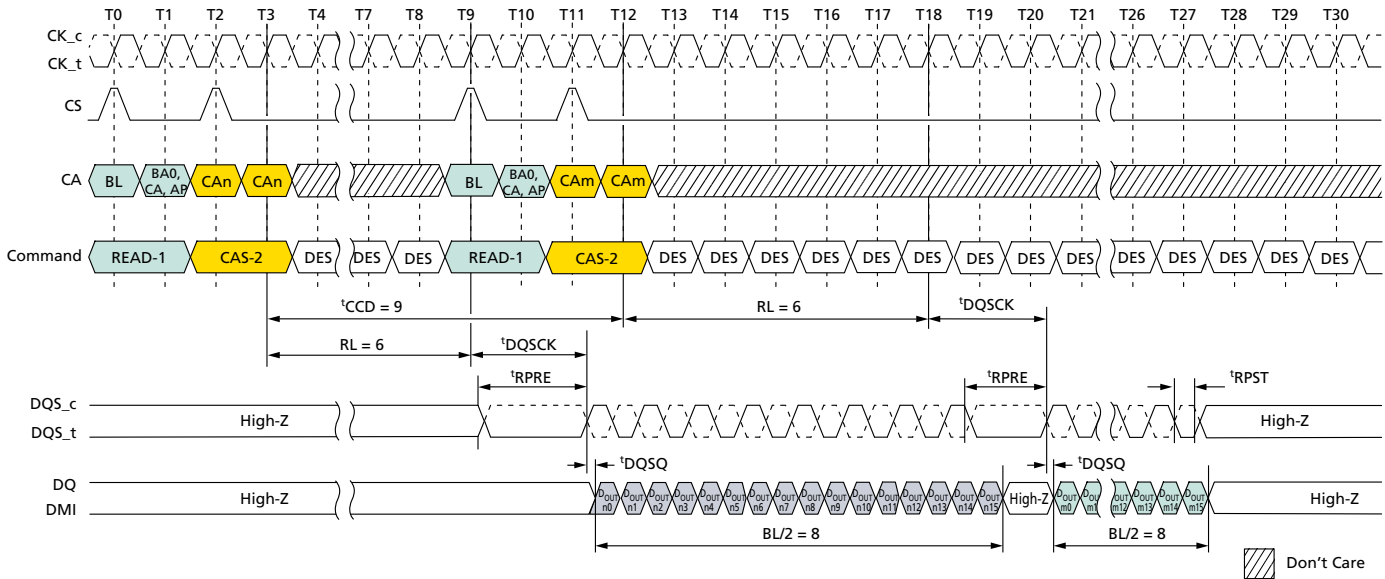 T0 T1 T2 T3 T4 T7 T8 T9 T10 T11 T12 T13 T14 T15 T16 T17 T18 T19 T20 T21 T26 T27 T28 T29 T30
CK_c
CK_t
CS
CA BL BA0, CA, AP CAn CAn BL BA0, CA, AP CAm CAm
Command READ-1 CAS-2 DES DES DES READ-1 CAS-2 DES DES DES DES DES DES DES DES DES DES DES DES DES DES
tCCD = 9 RL = 6 tDQSCK
RL = 6 tDQSCK
tRPRE tRPRE tRPST
DQS_c
DQS_t High-Z High-Z
tDQSQ tDQSQ
DQ
DMI High-Z DOUT n0 DOUT n1 DOUT n2 DOUT n3 DOUT n4 DOUT n5 DOUT n6 DOUT n7 DOUT n8 DOUT n9 DOUT n10 DOUT n11 DOUT n12 DOUT n13 DOUT n14 DOUT n15 High-Z DOUT m0 DOUT m1 DOUT m12 DOUT m13 DOUT m14 DOUT m15 High-Z
BL/2 = 8 BL/2 = 8
Don't Care